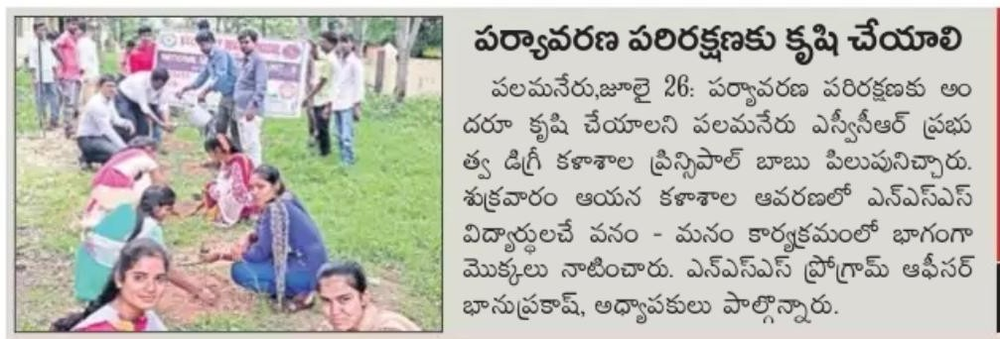 పర్యావరణ పరిరక్షణకు కృషి చేయాలి
పలమనేరు,జూలై 26: పర్యావరణ పరిరక్షణకు అం
దరూ కృషి చేయాలని పలమనేరు ఎస్వీసీఆర్ ప్రభు
త్వ డిగ్రీ కళాశాల ప్రిన్సిపాల్ బాబు పిలుపునిచ్చారు.
శుక్రవారం ఆయన కళాశాల ఆవరణలో ఎన్ఎస్ఎస్
విద్యార్థులచే వనం - మనం కార్యక్రమంలో భాగంగా
మొక్కలు నాటించారు. ఎన్ఎస్ఎస్ ప్రోగ్రామ్ ఆఫీసర్
భానుప్రకాష్, అధ్యాపకులు పాల్గొన్నారు.